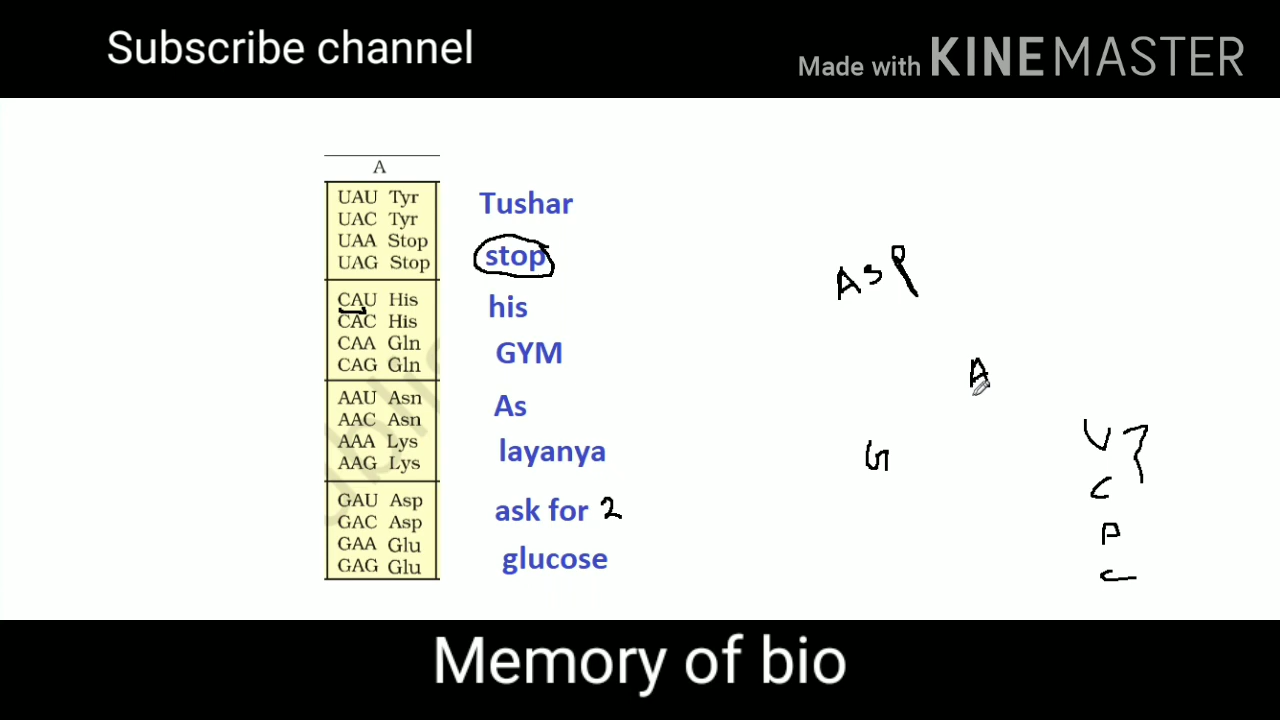 Subscribe channel
Made with KINEMASTER
A
UAU Tyr
UAC Tyr
UAA Stop
UAG Stop
CAU His
CAC His
CAA Gln
CAG Gln
AAU Asn
AAC Asn
AAA Lys
AAG Lys
GAU Asp
GAC Asp
GAA Glu
GAG Glu
Tushar
stop
his
GYM
As
layanya
ask for 2
glucose
Asp
A
G
U
C
Memory of bio